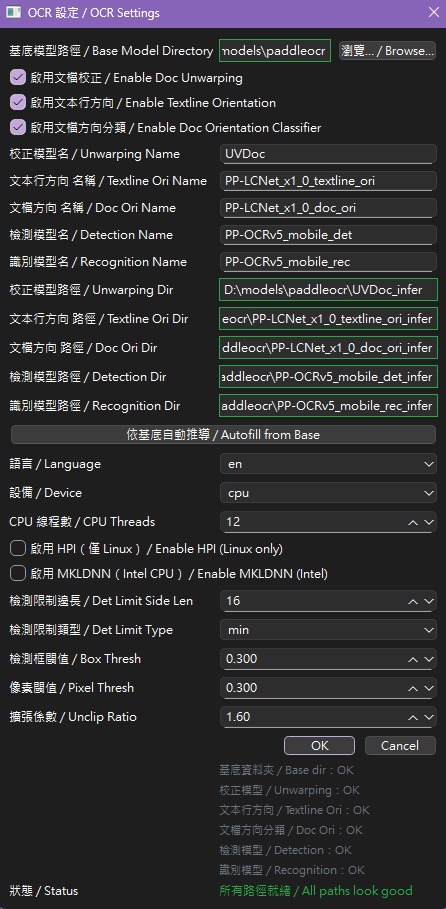 OCR 設定 / OCR Settings
基底模型路徑 / Base Model Directory models\paddleocr 瀏覽... / Browse...
啟用文檔校正 / Enable Doc Unwarping
啟用文本行方向 / Enable Textline Orientation
啟用文檔方向分類 / Enable Doc Orientation Classifier
校正模型名 / Unwarping Name UVDoc
文本行方向 名稱 / Textline Ori Name PP-LCNet_x1_0_textline_ori
文檔方向 名稱 / Doc Ori Name PP-LCNet_x1_0_doc_ori
檢測模型名 / Detection Name PP-OCRv5_mobile_det
識別模型名 / Recognition Name PP-OCRv5_mobile_rec
校正模型路徑 / Unwarping Dir D:\models\paddleocr\UVDoc_infer
文本行方向 路徑 / Textline Ori Dir eocr\PP-LCNet_x1_0_textline_ori_infer
文檔方向 路徑 / Doc Ori Dir ddleocr\PP-LCNet_x1_0_doc_ori_infer
檢測模型路徑 / Detection Dir addleocr\PP-OCRv5_mobile_det_infer
識別模型路徑 / Recognition Dir addleocr\PP-OCRv5_mobile_rec_infer
依基底自動推導 / Autofill from Base
語言 / Language en
設備 / Device cpu
CPU 線程數 / CPU Threads 12
啟用 HPI（僅 Linux） / Enable HPI (Linux only)
啟用 MKLDNN（Intel CPU） / Enable MKLDNN (Intel)
檢測限制邊長 / Det Limit Side Len 16
檢測限制類型 / Det Limit Type min
檢測框閾值 / Box Thresh 0.300
像素閾值 / Pixel Thresh 0.300
擴張係數 / Unclip Ratio 1.60
OK Cancel
基底資料夾 / Base dir：OK
校正模型 / Unwarping：OK
文本行方向 / Textline Ori：OK
文檔方向分類 / Doc Ori：OK
檢測模型 / Detection：OK
識別模型 / Recognition：OK
狀態 / Status 所有路徑就緒 / All paths look good